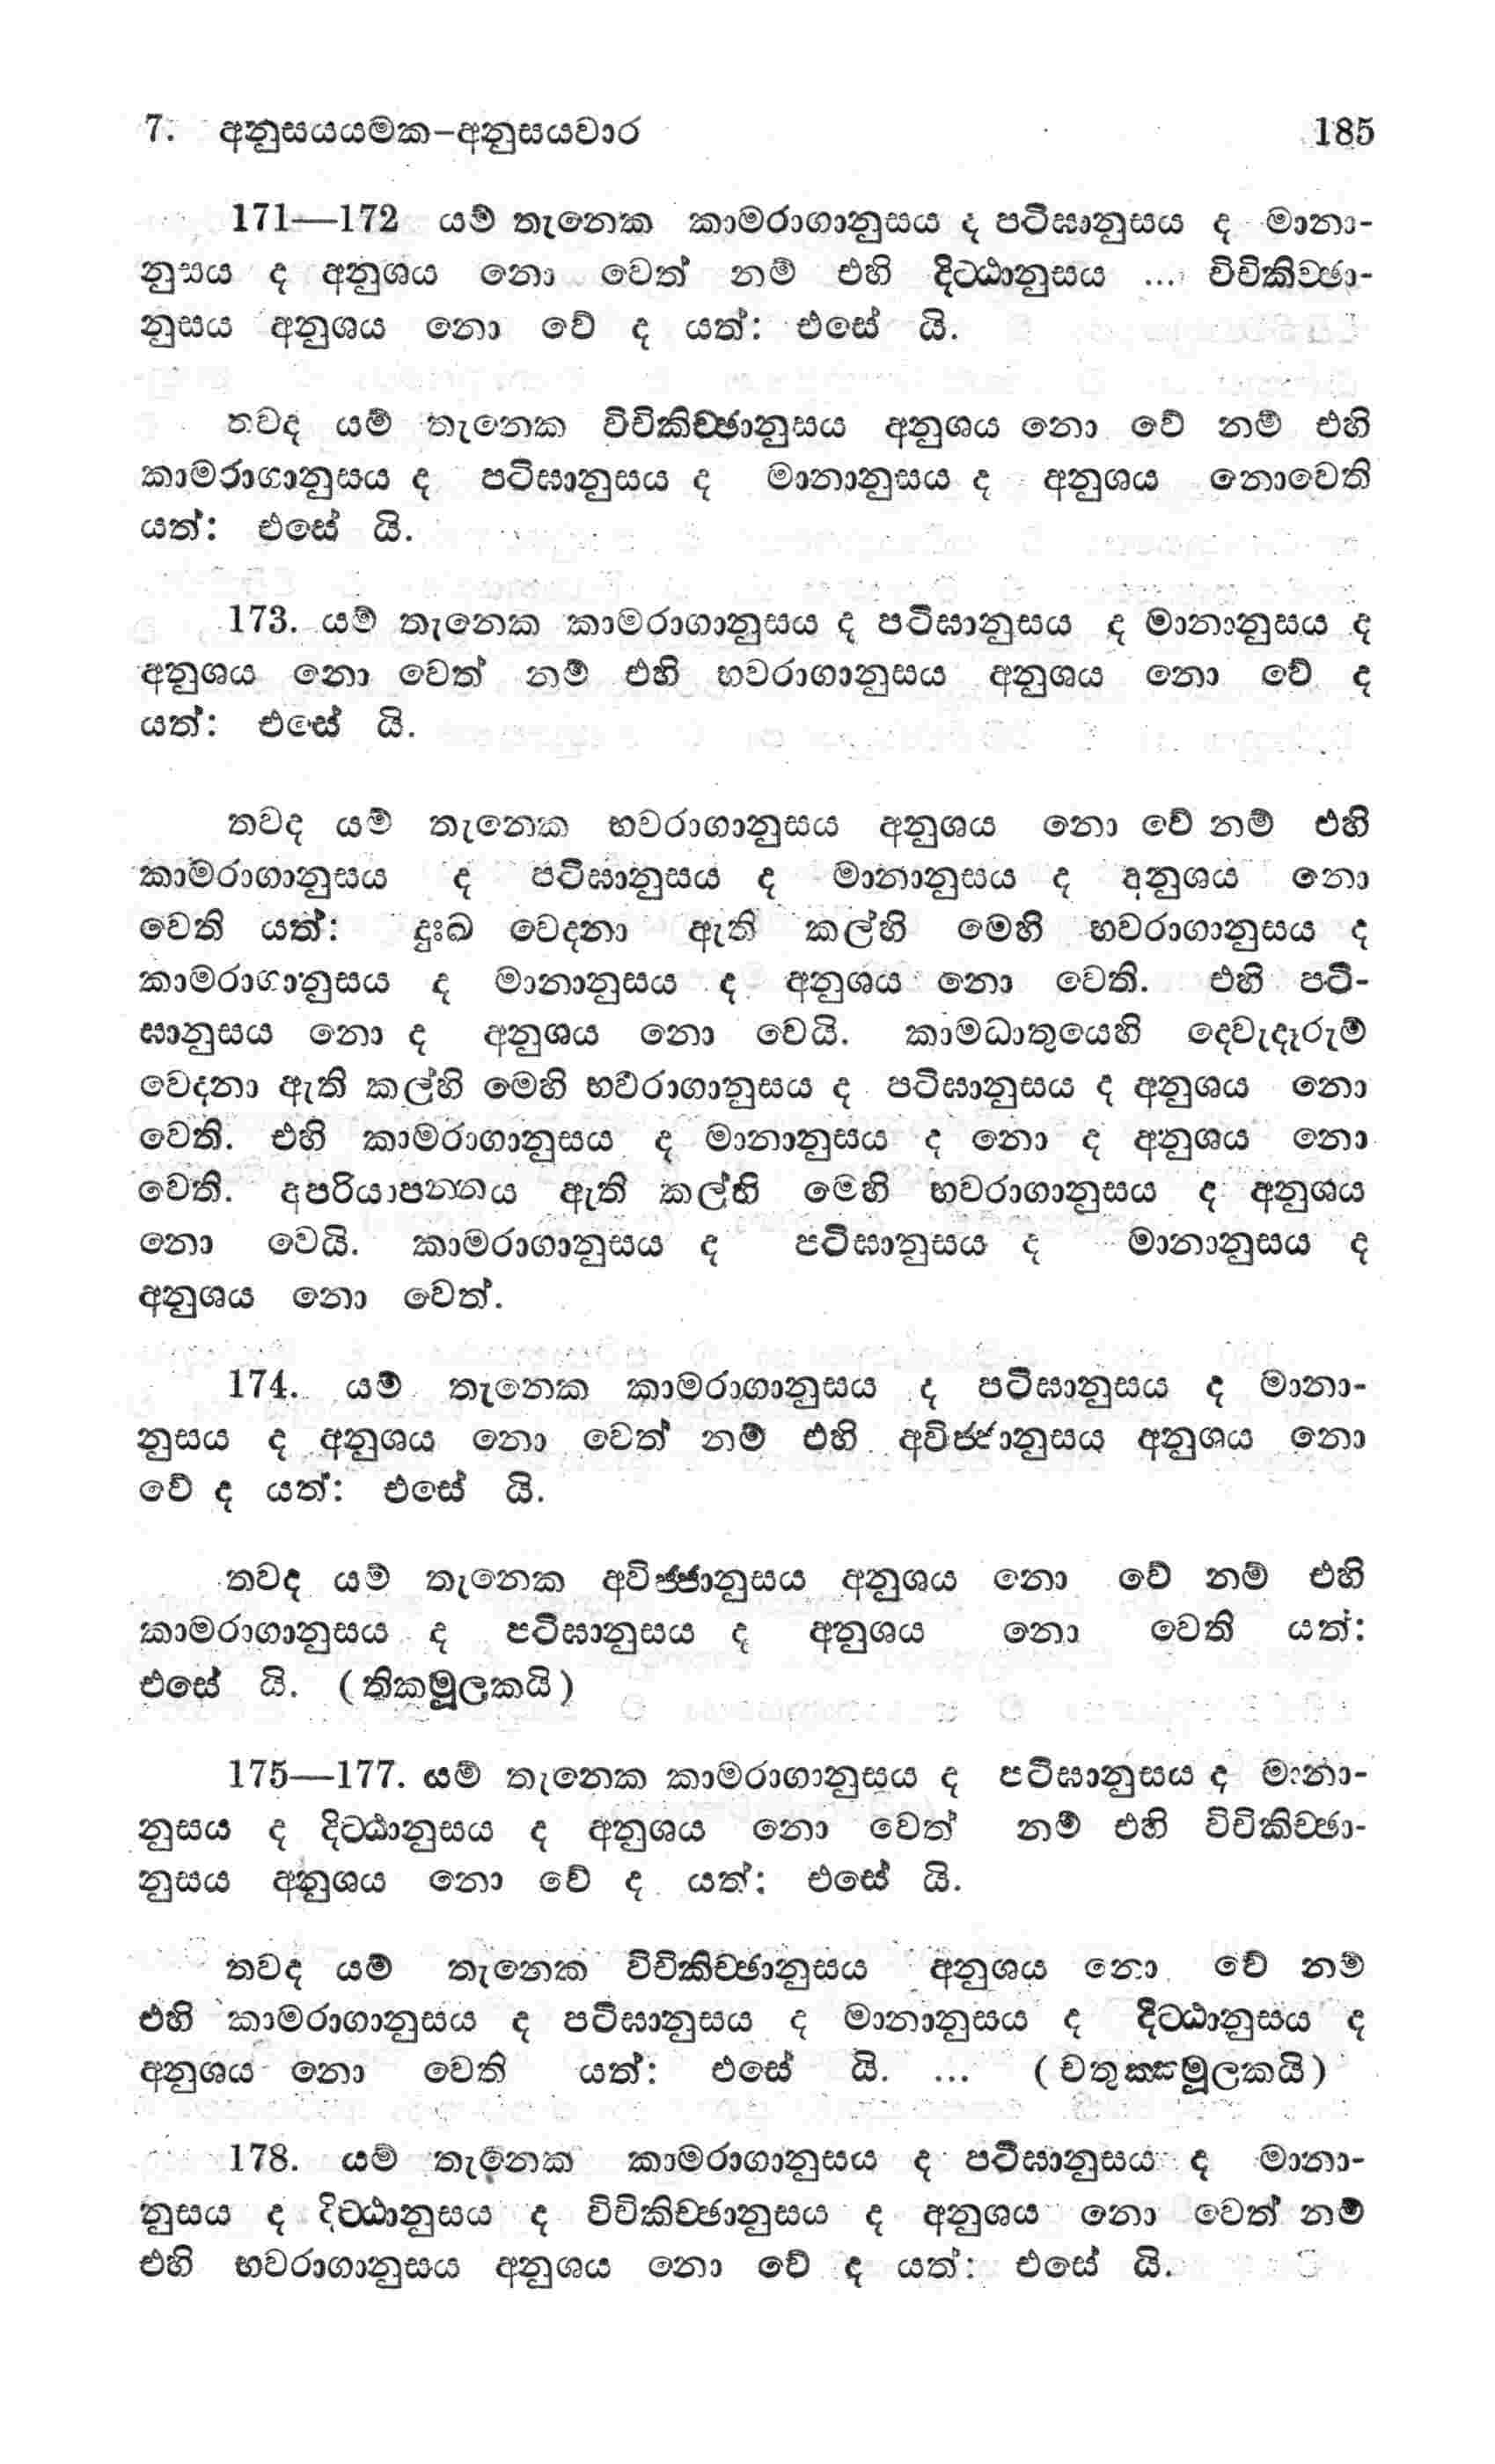 7. අනුසයයමක-අනුසයවාර 185
171—172 යම් තැනෙක කාමරාගානුසය ද පටිඝානුසය ද මානා-
නුසය ද අනුශය නො වෙත් නම් එහි දිට්ඨානුසය ... විචිකිච්ඡා-
නුසය අනුශය නො වේ ද යත්: එසේ යි.
තවද යම් තැනෙක විචිකිච්ඡානුසය අනුශය නො වේ නම් එහි
කාමරාගානුසය ද පටිඝානුසය ද මානානුසය ද අනුශය නොවෙති
යත්: එසේ යි.
173. යම් තැනෙක කාමරාගානුසය ද පටිඝානුසය ද මානානුසය ද
අනුශය නො වෙත් නම් එහි භවරාගානුසය අනුශය නො වේ ද
යත්: එසේ යි.
තවද යම් තැනෙක භවරාගානුසය අනුශය නො වේ නම් එහි
කාමරාගානුසය ද පටිඝානුසය ද මානානුසය ද අනුශය නො
වෙති යත්: දුඃඛ වෙදනා ඇති කල්හි මෙහි භවරාගානුසය ද
කාමරාගානුසය ද මානානුසය ද අනුශය නො වෙති. එහි පටි-
ඝානුසය නො ද අනුශය නො වෙයි. කාමධාතුයෙහි දෙවැදෑරුම්
වෙදනා ඇති කල්හි මෙහි භවරාගානුසය ද පටිඝානුසය ද අනුශය නො
වෙති. එහි කාමරාගානුසය ද මානානුසය ද නො ද අනුශය නො
වෙති. අපරියාපන්නය ඇති කල්හි මෙහි භවරාගානුසය ද අනුශය
නො වෙයි. කාමරාගානුසය ද පටිඝානුසය ද මානානුසය ද
අනුශය නො වෙත්.
174. යම් තැනෙක කාමරාගානුසය ද පටිඝානුසය ද මානා-
නුසය ද අනුශය නො වෙත් නම් එහි අවිජ්ජානුසය අනුශය නො
වේ ද යත්: එසේ යි.
තවද යම් තැනෙක අවිජ්ජානුසය අනුශය නො වේ නම් එහි
කාමරාගානුසය ද පටිඝානුසය ද අනුශය නො වෙති යත්:
එසේ යි. (තිකමූලකයි)
175—177. යම් තැනෙක කාමරාගානුසය ද පටිඝානුසය ද මානා-
නුසය ද දිට්ඨානුසය ද අනුශය නො වෙත් නම් එහි විචිකිච්ඡා-
නුසය අනුශය නො වේ ද යත්: එසේ යි.
තවද යම් තැනෙක විචිකිච්ඡානුසය අනුශය නො වේ නම්
එහි කාමරාගානුසය ද පටිඝානුසය ද මානානුසය ද දිට්ඨානුසය ද
අනුශය නො වෙති යත්: එසේ යි. ... (චතුක්කමූලකයි)
178. යම් තැනෙක කාමරාගානුසය ද පටිඝානුසය ද මානා-
නුසය ද දිට්ඨානුසය ද විචිකිච්ඡානුසය ද අනුශය නො වෙත් නම්
එහි භවරාගානුසය අනුශය නො වේ ද යත්: එසේ යි.